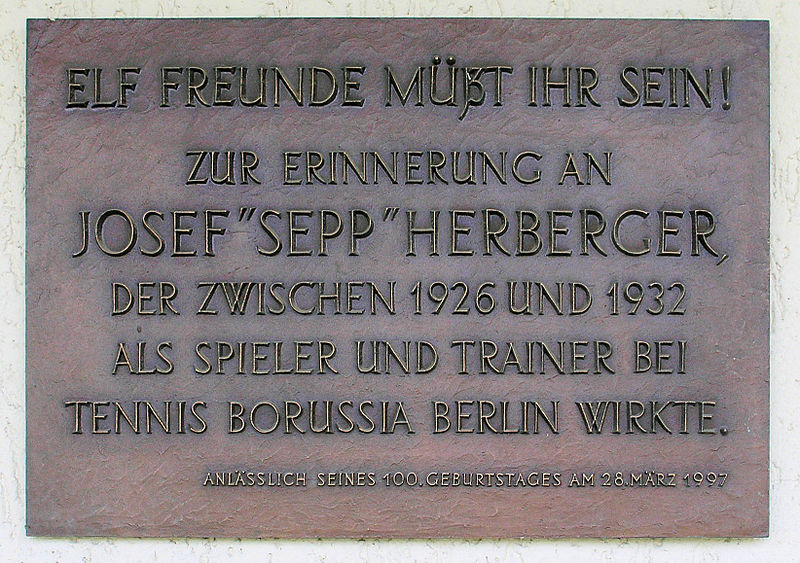 ELF FREUNDE MÜßT IHR SEIN!
ZUR ERINNERUNG AN
JOSEF "SEPP" HERBERGER,
DER ZWISCHEN 1926 UND 1932
ALS SPIELER UND TRAINER BEI
TENNIS BORUSSIA BERLIN WIRKTE.
ANLÄSSLICH SEINES 100. GEBURTSTAGES AM 28. MÄRZ 1997